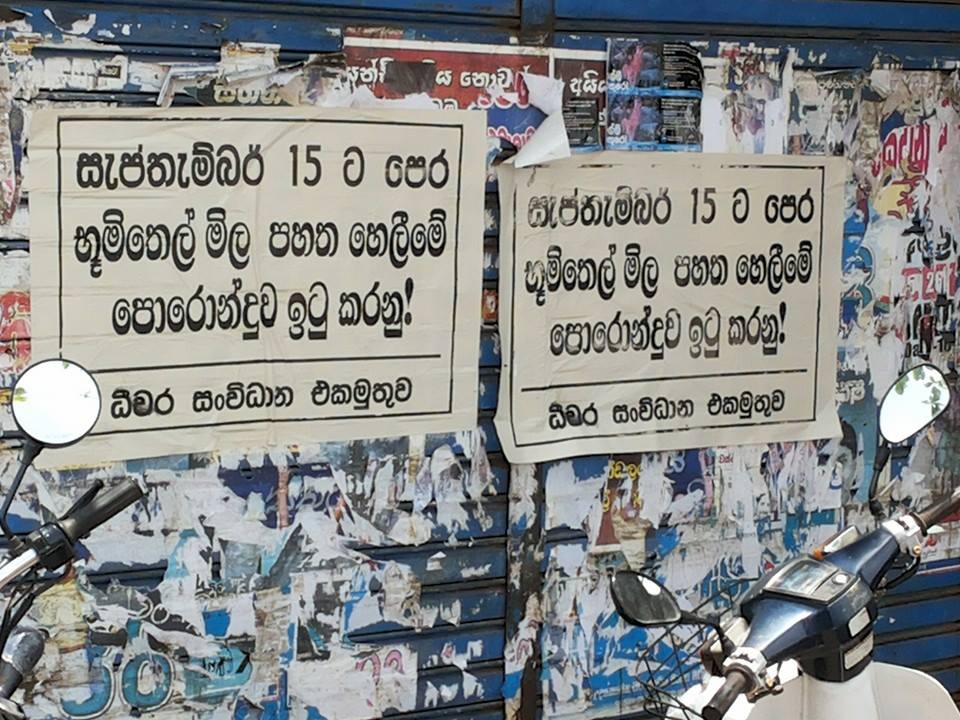 සැප්තැම්බර් 15 ට පෙර
භූමිතෙල් මිල පහත හෙලීමේ
පොරොන්දුව ඉටු කරනු!
ධීවර සංවිධාන එකමුතුව
සැප්තැම්බර් 15 ට පෙර
භූමිතෙල් මිල පහත හෙලීමේ
පොරොන්දුව ඉටු කරනු!
ධීවර සංවිධාන එකමුතුව